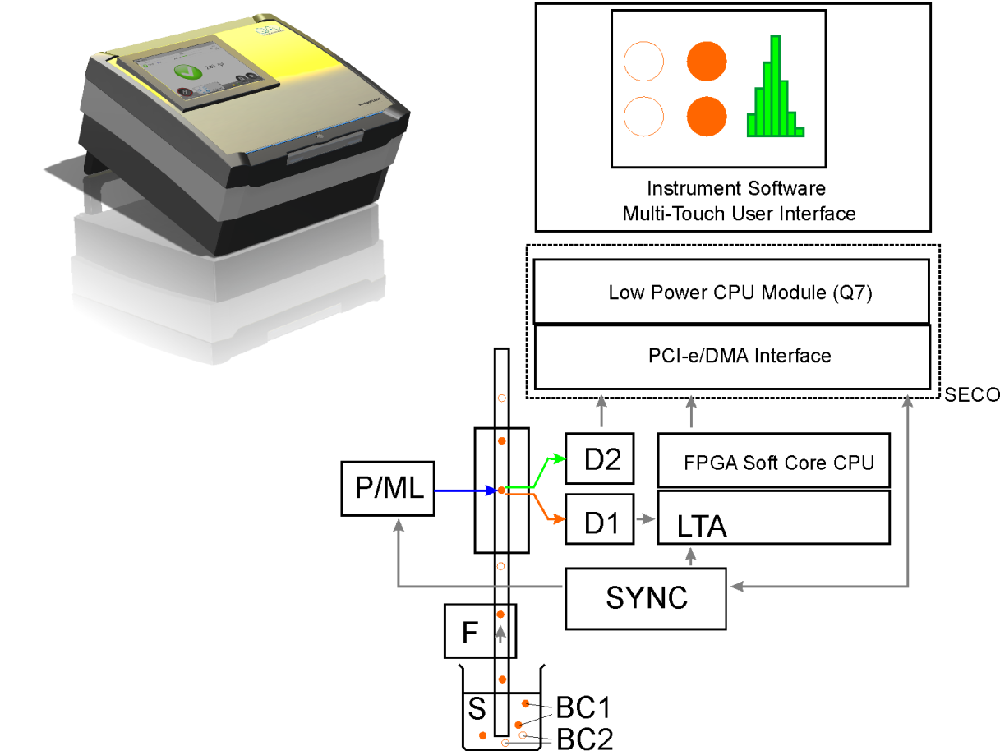 Instrument Software
Multi-Touch User Interface
Low Power CPU Module (Q7)
PCI-e/DMA Interface
SECO
D2
FPGA Soft Core CPU
P/ML
D1
LTA
SYNC
F
S
BC1
BC2